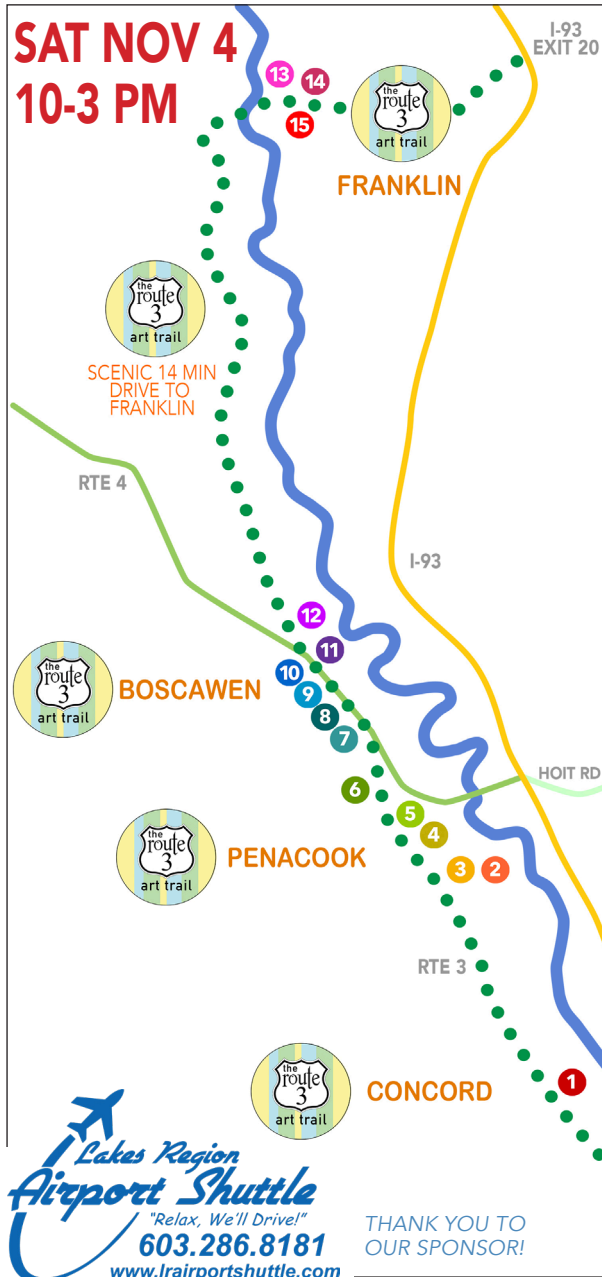 SAT NOV 4
10-3 PM
I-93
EXIT 20
13
14
15
the
route
3
art trail
FRANKLIN
the
route
3
art trail
SCENIC 14 MIN
DRIVE TO
FRANKLIN
RTE 4
I-93
12
11
10
9
8
7
the
route
3
art trail
BOSCAWEN
HOIT RD
6
5
4
3
2
the
route
3
art trail
PENACOOK
RTE 3
1
the
route
3
art trail
CONCORD
Lakes Region
Airport Shuttle
"Relax, We'll Drive!"
603.286.8181
www.lrairportshuttle.com
THANK YOU TO
OUR SPONSOR!